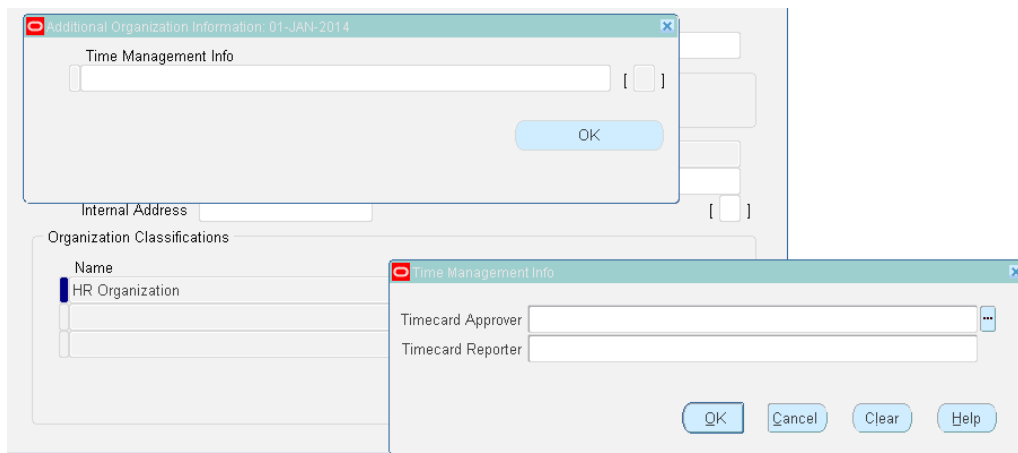 Additional Organization Information: 01-JAN-2014
Time Management Info
[ ]
OK
Internal Address
[ ]
Organization Classifications
Name
HR Organization
Time Management Info
Timecard Approver
...
Timecard Reporter
OK
Cancel
Clear
Help